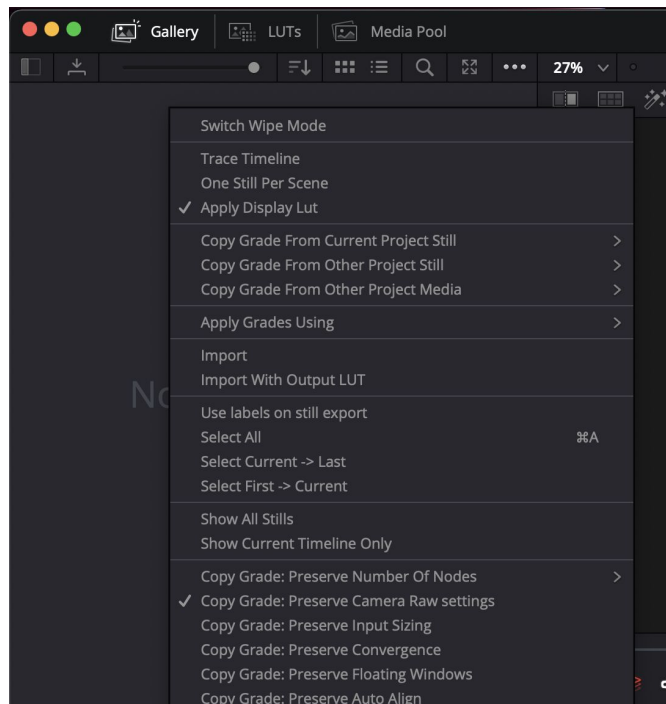 Gallery
LUTs
Media Pool
27%
Switch Wipe Mode
Trace Timeline
One Still Per Scene
Apply Display Lut
Copy Grade From Current Project Still
Copy Grade From Other Project Still
Copy Grade From Other Project Media
Apply Grades Using
Import
Import With Output LUT
No
Use labels on still export
Select All ⌘A
Select Current -> Last
Select First -> Current
Show All Stills
Show Current Timeline Only
Copy Grade: Preserve Number Of Nodes
Copy Grade: Preserve Camera Raw settings
Copy Grade: Preserve Input Sizing
Copy Grade: Preserve Convergence
Copy Grade: Preserve Floating Windows
Copy Grade: Preserve Auto Align